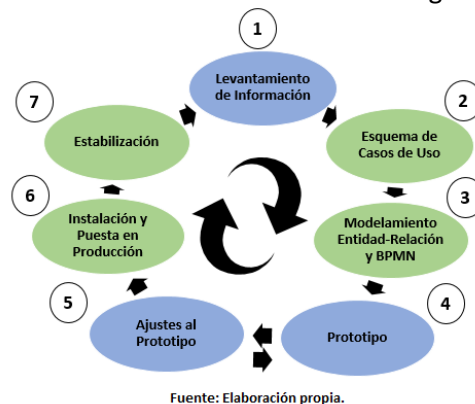 1
Levantamiento
de Información
2
Esquema de
Casos de Uso
3
Modelamiento
Entidad-Relación
y BPMN
4
Prototipo
5
Ajustes al
Prototipo
6
Instalación y
Puesta en
Producción
7
Estabilización
Fuente: Elaboración propia.